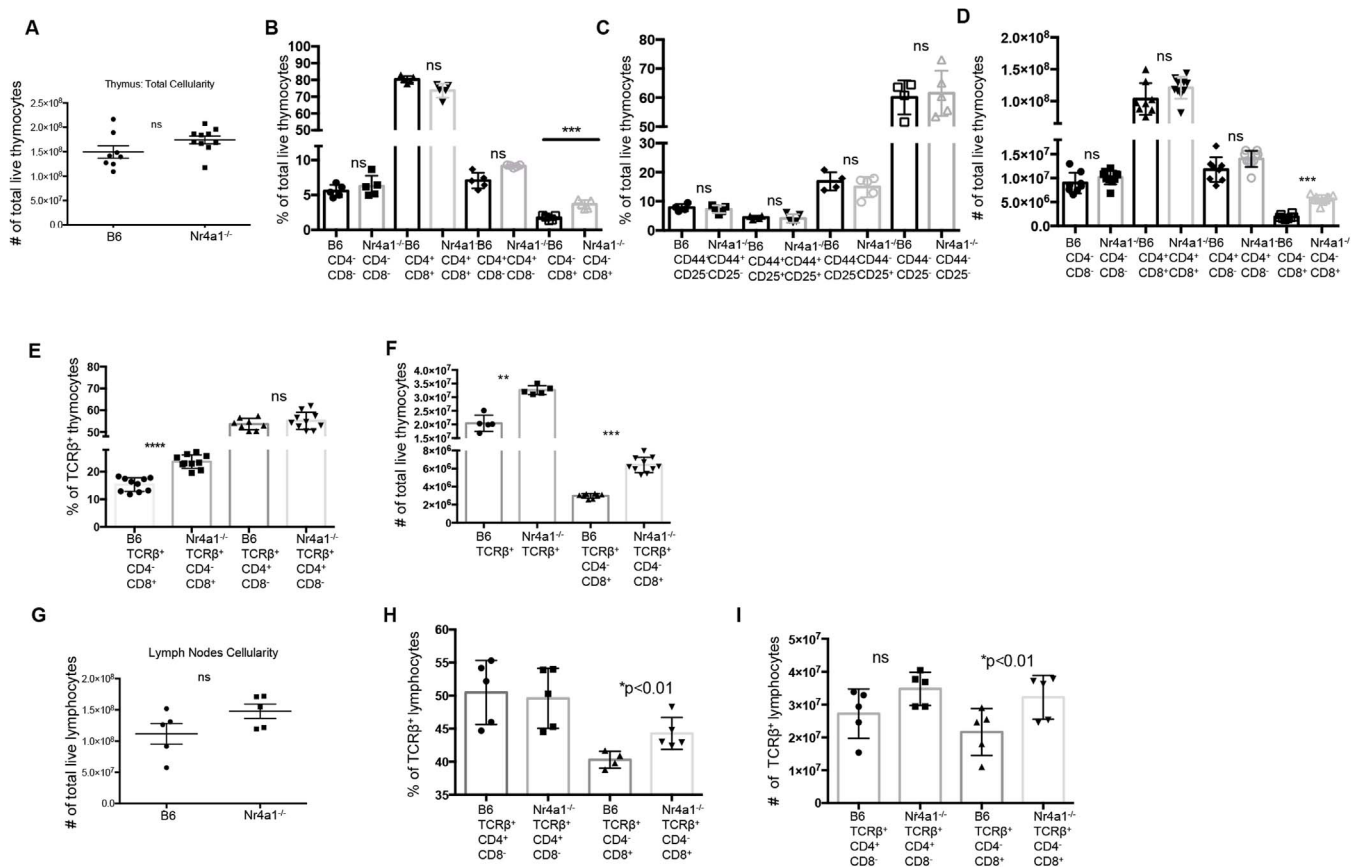 A
Thymus: Total Cellularity
# of total live thymocytes
2.5×10⁸
2.0×10⁸
1.5×10⁸
1.0×10⁸
5.0×10⁷
0.0
ns
B6
Nr4a1⁻/⁻
B
% of total live thymocytes
100
90
80
70
60
50
10
5
0
ns
ns
ns
***
B6 Nr4a1⁻/⁻ B6 Nr4a1⁻/⁻ B6 Nr4a1⁻/⁻ B6 Nr4a1⁻/⁻
CD4⁻ CD4⁻ CD4⁺ CD4⁺ CD4⁺ CD4⁺ CD4⁻ CD4⁻
CD8⁻ CD8⁻ CD8⁺ CD8⁺ CD8⁻ CD8⁻ CD8⁺ CD8⁺
C
% of total live thymocytes
80
70
60
50
30
20
10
0
ns
ns
ns
ns
B6 Nr4a1⁻/⁻ B6 Nr4a1⁻/⁻ B6 Nr4a1⁻/⁻ B6 Nr4a1⁻/⁻
CD44⁺ CD44⁺ CD44⁺ CD44⁺ CD44⁻ CD44⁻ CD44⁻ CD44⁻
CD25⁻ CD25⁻ CD25⁺ CD25⁺ CD25⁺ CD25⁺ CD25⁻ CD25⁻
D
# of total live thymocytes
2.0×10⁸
1.5×10⁸
1.0×10⁸
1.5×10⁷
1.0×10⁷
5.0×10⁶
0.0
ns
ns
ns
***
B6 Nr4a1⁻/⁻ B6 Nr4a1⁻/⁻ B6 Nr4a1⁻/⁻ B6 Nr4a1⁻/⁻
CD4⁻ CD4⁻ CD4⁺ CD4⁺ CD4⁺ CD4⁺ CD4⁻ CD4⁻
CD8⁻ CD8⁻ CD8⁺ CD8⁺ CD8⁻ CD8⁻ CD8⁺ CD8⁺
E
% of TCRβ⁺ thymocytes
80
70
60
50
20
10
0
****
ns
B6 Nr4a1⁻/⁻ B6 Nr4a1⁻/⁻
TCRβ⁺ TCRβ⁺ TCRβ⁺ TCRβ⁺
CD4⁻ CD4⁻ CD4⁺ CD4⁺
CD8⁺ CD8⁺ CD8⁻ CD8⁻
F
# of total live thymocytes
4.0×10⁷
3.5×10⁷
3.0×10⁷
2.5×10⁷
2.0×10⁷
1.5×10⁷
8×10⁶
6×10⁶
4×10⁶
2×10⁶
0
**
***
B6 Nr4a1⁻/⁻ B6 Nr4a1⁻/⁻
TCRβ⁺ TCRβ⁺ TCRβ⁺ TCRβ⁺
CD4⁻ CD4⁻
CD8⁺ CD8⁺
G
Lymph Nodes Cellularity
# of total live lymphocytes
2.0×10⁸
1.5×10⁸
1.0×10⁸
5.0×10⁷
0.0
ns
B6
Nr4a1⁻/⁻
H
% of TCRβ⁺ lymphocytes
60
55
50
45
40
35
*p<0.01
B6 Nr4a1⁻/⁻ B6 Nr4a1⁻/⁻
TCRβ⁺ TCRβ⁺ TCRβ⁺ TCRβ⁺
CD4⁺ CD4⁺ CD4⁻ CD4⁻
CD8⁻ CD8⁻ CD8⁺ CD8⁺
I
# of TCRβ⁺ lymphocytes
5×10⁷
4×10⁷
3×10⁷
2×10⁷
1×10⁷
0
ns
*p<0.01
B6 Nr4a1⁻/⁻ B6 Nr4a1⁻/⁻
TCRβ⁺ TCRβ⁺ TCRβ⁺ TCRβ⁺
CD4⁺ CD4⁺ CD4⁻ CD4⁻
CD8⁻ CD8⁻ CD8⁺ CD8⁺